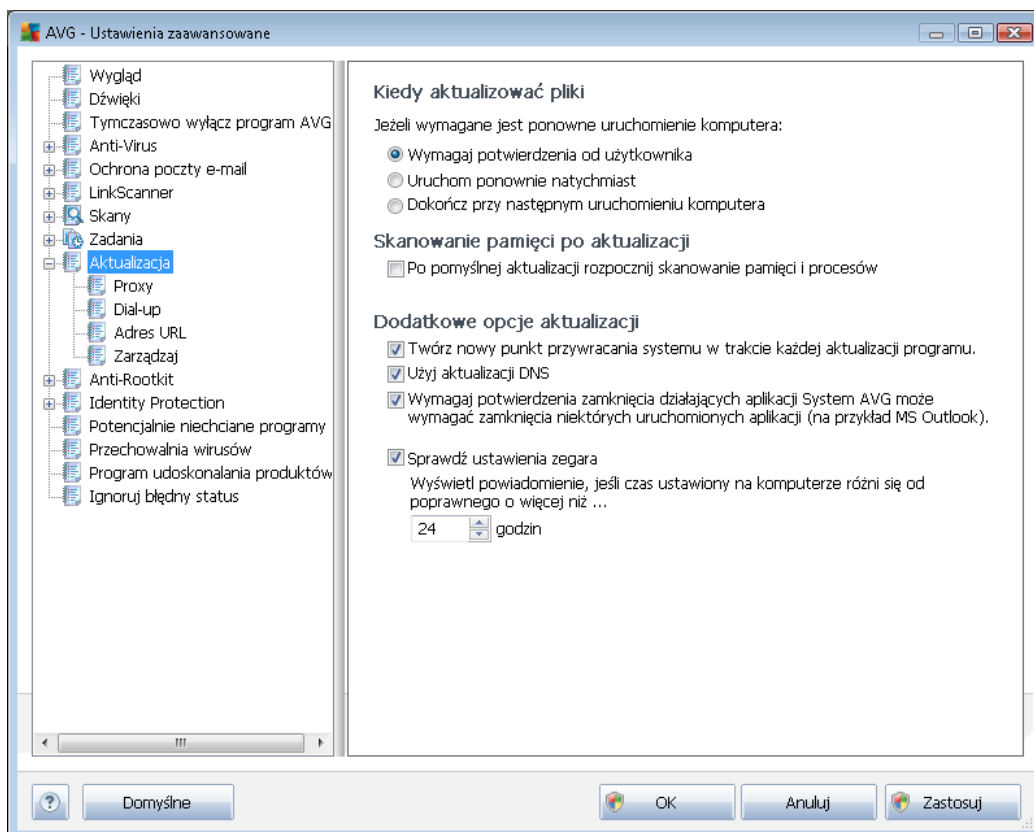 AVG - Ustawienia zaawansowane
Wygląd
Dźwięki
Tymczasowo wyłącz program AVG
Anti-Virus
Ochrona poczty e-mail
LinkScanner
Skany
Zadania
Aktualizacja
Proxy
Dial-up
Adres URL
Zarządzaj
Anti-Rootkit
Identity Protection
Potencjalnie niechciane programy
Przechowalnia wirusów
Program udoskonalania produktów
Ignoruj błędny status
Kiedy aktualizować pliki
Jeżeli wymagane jest ponowne uruchomienie komputera:
Wymagaj potwierdzenia od użytkownika
Uruchom ponownie natychmiast
Dokończ przy następnym uruchomieniu komputera
Skanowanie pamięci po aktualizacji
Po pomyślnej aktualizacji rozpocznij skanowanie pamięci i procesów
Dodatkowe opcje aktualizacji
Twórz nowy punkt przywracania systemu w trakcie każdej aktualizacji programu.
Użyj aktualizacji DNS
Wymagaj potwierdzenia zamknięcia działających aplikacji System AVG może
wymagać zamknięcia niektórych uruchomionych aplikacji (na przykład MS Outlook).
Sprawdź ustawienia zegara
Wyświetl powiadomienie, jeśli czas ustawiony na komputerze różni się od
poprawnego o więcej niż ...
24 godzin
? Domyślne OK Anuluj Zastosuj